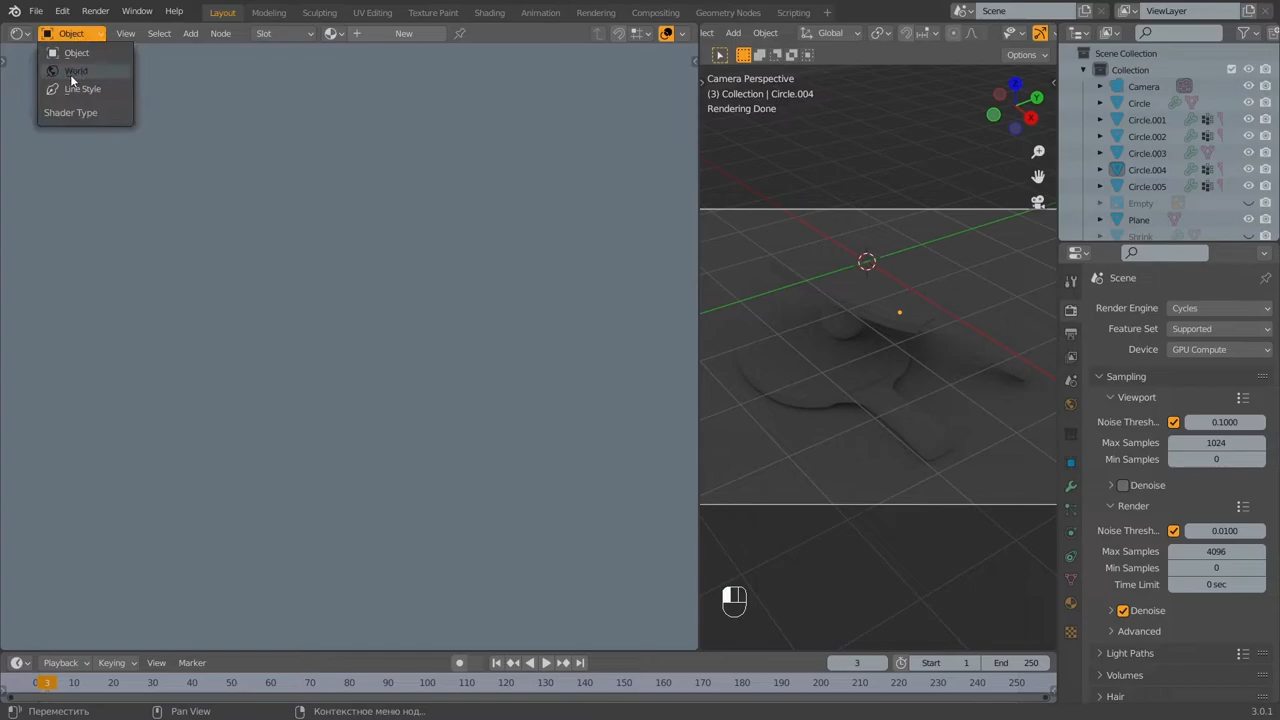 File Edit Render Window Help Layout Modeling Sculpting UV Editing Texture Paint Shading Animation Rendering Compositing Geometry Nodes Scripting Scene ViewLayer
Object View Select Add Node Slot New
Add Object Global
Object
World
Line Style
Shader Type
Options
Camera Perspective
(3) Collection | Circle.004
Rendering Done
Z
Y
X
Scene Collection
Collection
Camera
Circle
Circle.001
Circle.002
Circle.003
Circle.004
Circle.005
Empty
Plane
Shrink
Scene
Render Engine Cycles
Feature Set Supported
Device GPU Compute
Sampling
Viewport
Noise Thresh... 0.1000
Max Samples 1024
Min Samples 0
Denoise
Render
Noise Thresh... 0.0100
Max Samples 4096
Min Samples 0
Time Limit 0 sec
Denoise
Advanced
Light Paths
Volumes
Hair
Playback Keying View Marker 3 Start 1 End 250
0 3 10 20 30 40 50 60 70 80 90 100 110 120 130 140 150 160 170 180 190 200 210 220 230 240 250
Переместить Pan View Контекстное меню нод... 3.0.1